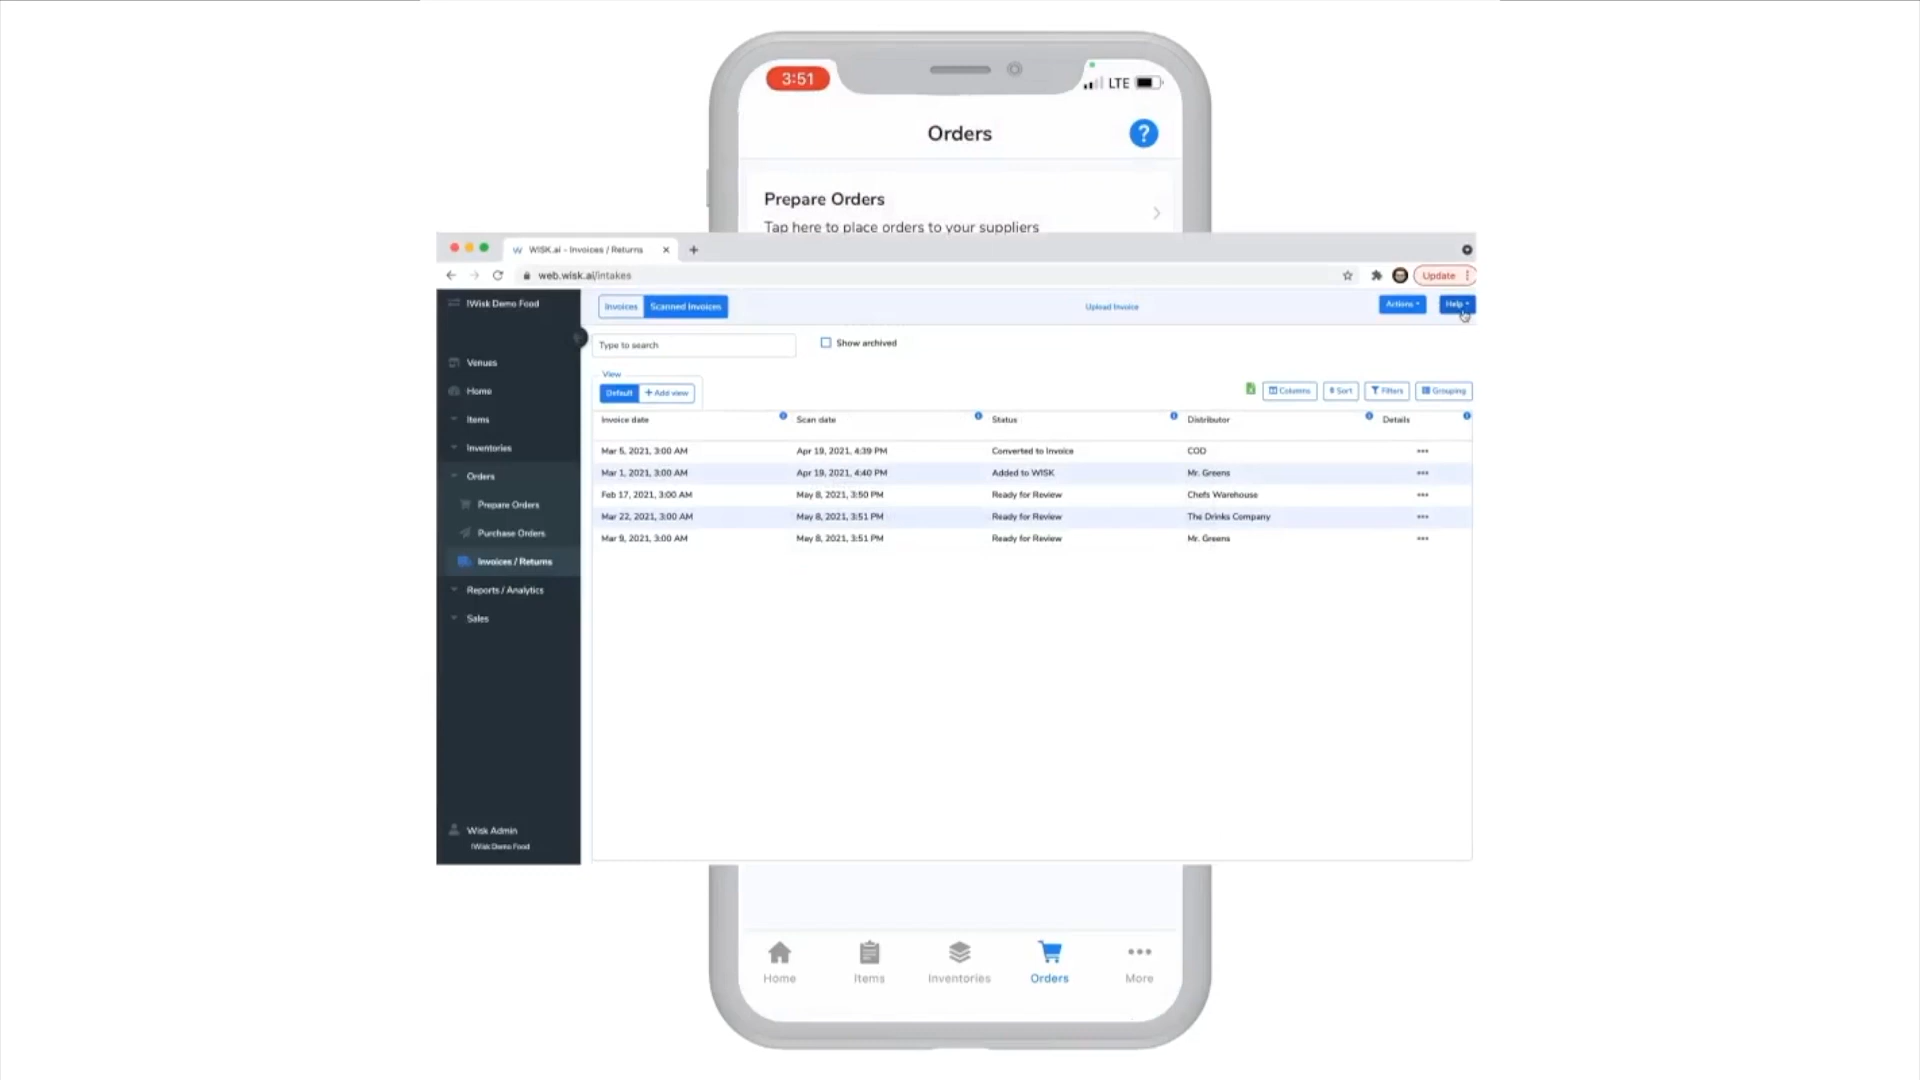 3:51
LTE
Orders
?
Prepare Orders
Tap here to place orders to your suppliers
W WISK.ai - Invoices / Returns
web.wisk.ai/intakes
Update
!Wisk Demo Food
Invoices
Scanned Invoices
Upload Invoice
Actions
Help
Type to search
Show archived
Venues
Home
Items
Inventories
Orders
Prepare Orders
Purchase Orders
Invoices / Returns
Reports / Analytics
Sales
Wisk Admin
!Wisk Demo Food
View
Default
+ Add view
Columns
Sort
Filters
Grouping
Invoice date Scan date Status Distributor Details
Mar 5, 2021, 3:00 AM Apr 19, 2021, 4:39 PM Converted to Invoice COD
Mar 1, 2021, 3:00 AM Apr 19, 2021, 4:40 PM Added to WISK Mr. Greens
Feb 17, 2021, 3:00 AM May 8, 2021, 3:50 PM Ready for Review Chefs Warehouse
Mar 22, 2021, 3:00 AM May 8, 2021, 3:51 PM Ready for Review The Drinks Company
Mar 9, 2021, 3:00 AM May 8, 2021, 3:51 PM Ready for Review Mr. Greens
Home
Items
Inventories
Orders
More